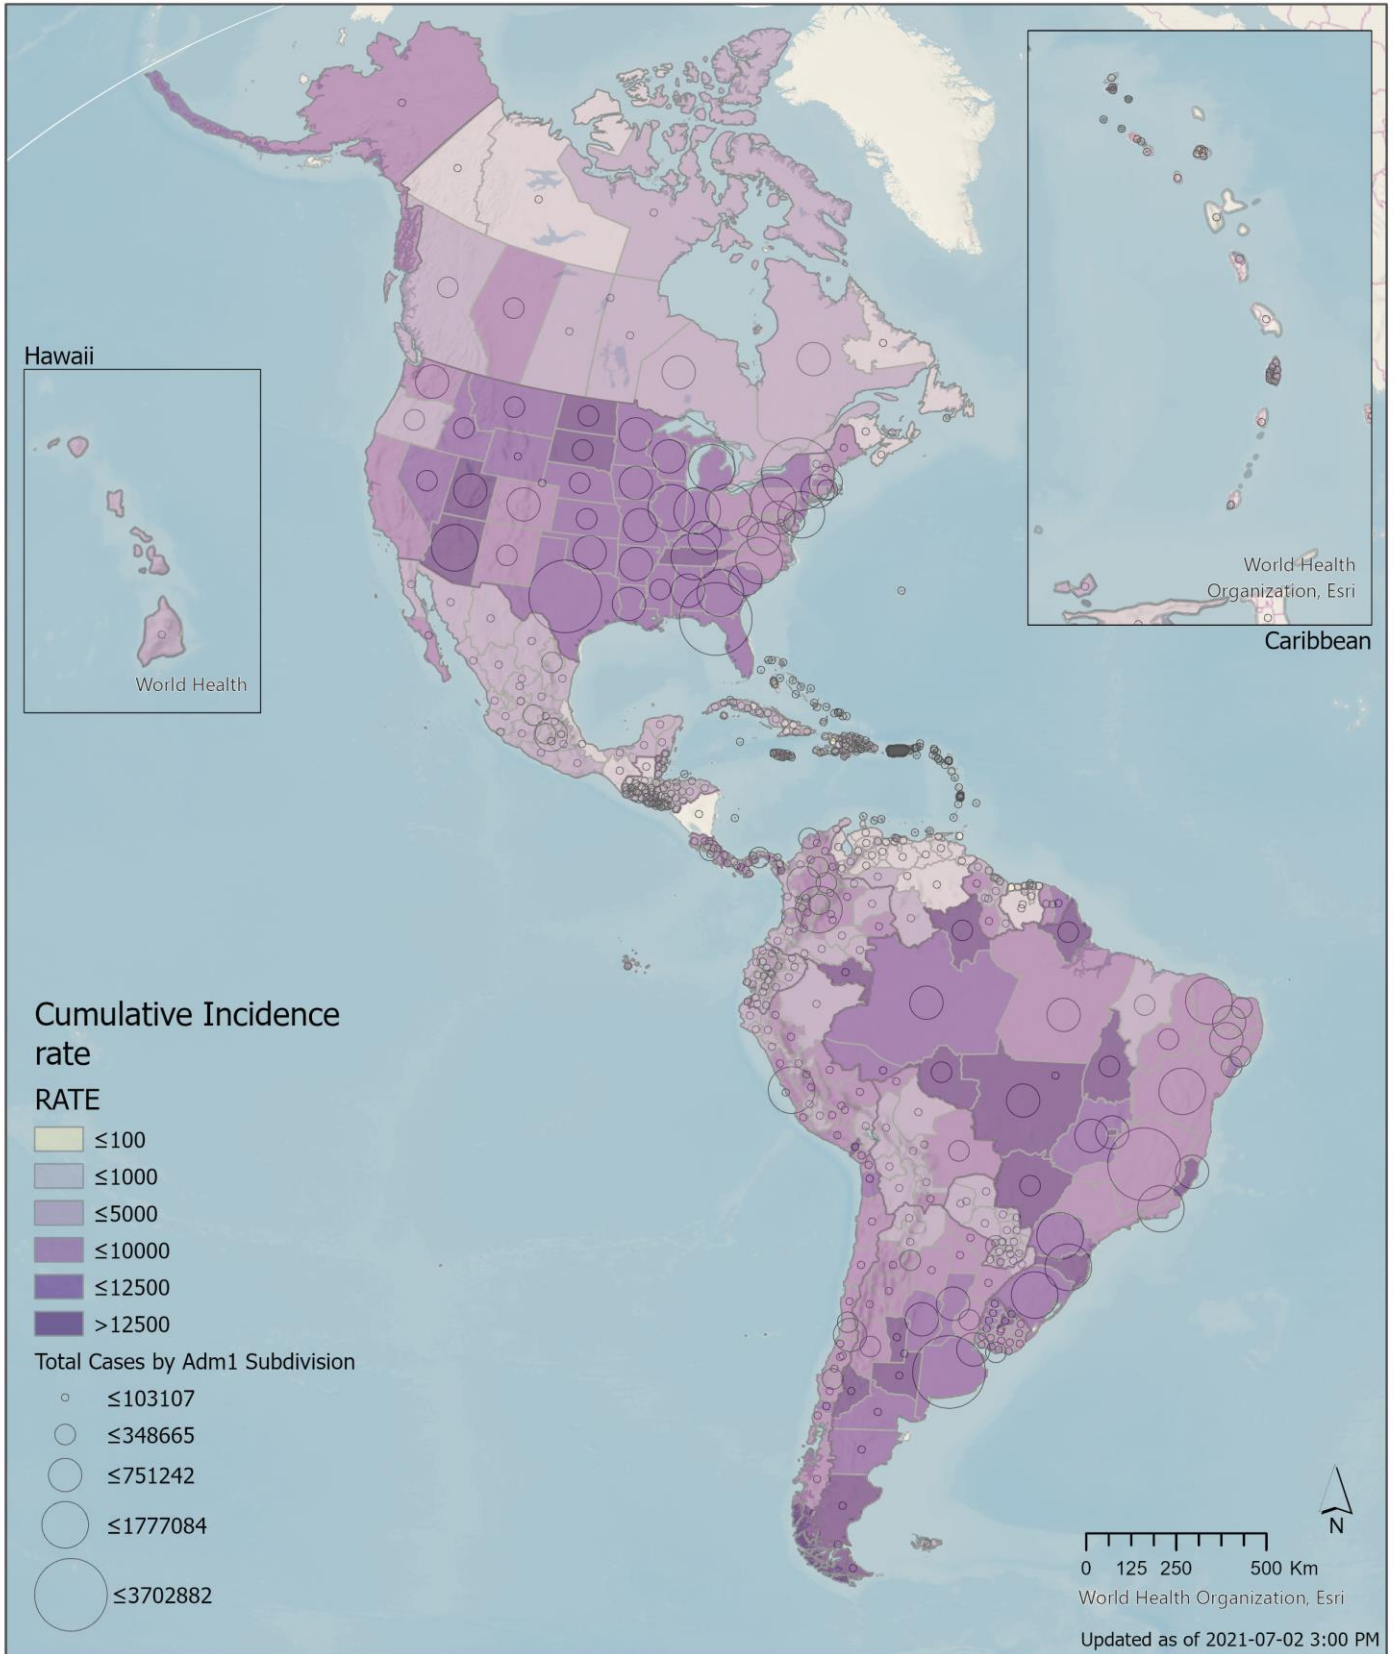 Hawaii
World Health
World Health
Organization, Esri
Caribbean
Cumulative Incidence
rate
RATE
≤100
≤1000
≤5000
≤10000
≤12500
>12500
Total Cases by Adm1 Subdivision
≤103107
≤348665
≤751242
≤1777084
≤3702882
N
0 125 250 500 Km
World Health Organization, Esri
Updated as of 2021-07-02 3:00 PM